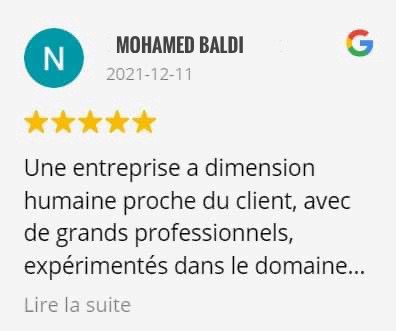 N
MOHAMED BALDI
G
2021-12-11
Une entreprise a dimension
humaine proche du client, avec
de grands professionnels,
expérimentés dans le domaine...
Lire la suite